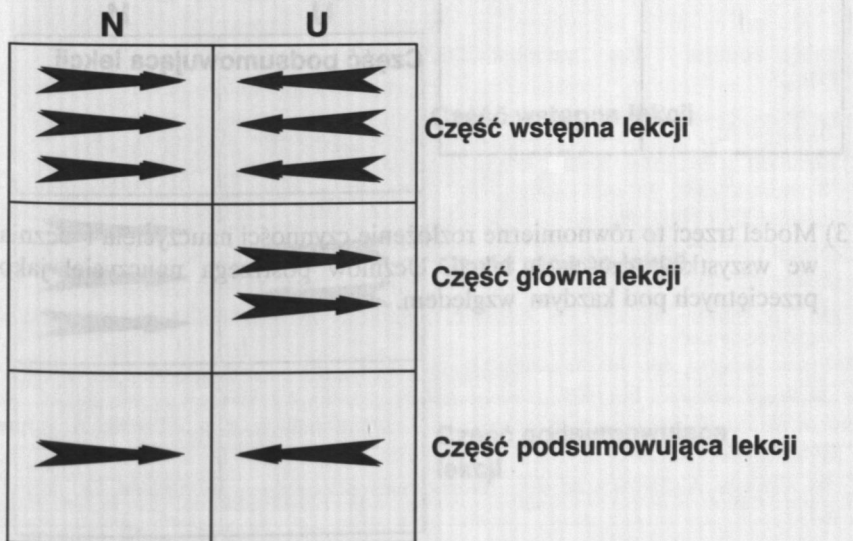 N U
Część wstępna lekcji
Część główna lekcji
Część podsumowująca lekcji